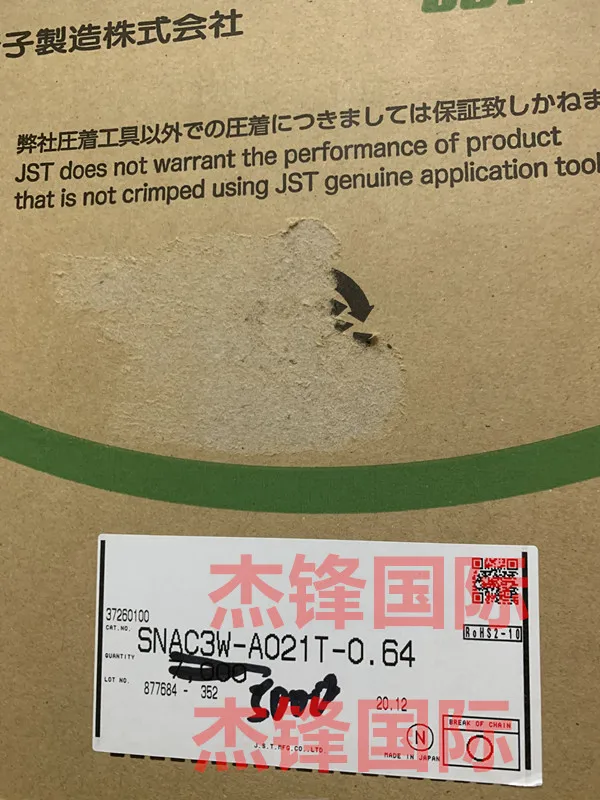 子製造株式会社
弊社圧着工具以外での圧着につきましては保証致しかねま
JST does not warrant the performance of product
that is not crimped using JST genuine application tool
杰锋国际
37260100
CAT.NO.
SNAC3W-A021T-0.64
RoHS2-10
QUANTITY
7,000
5000
LOT NO.
877684 - 352
20.12
杰锋国际
J.S.T.MFG.CO.,LTD.
N
MADE IN JAPAN
BREAK OF CHAIN